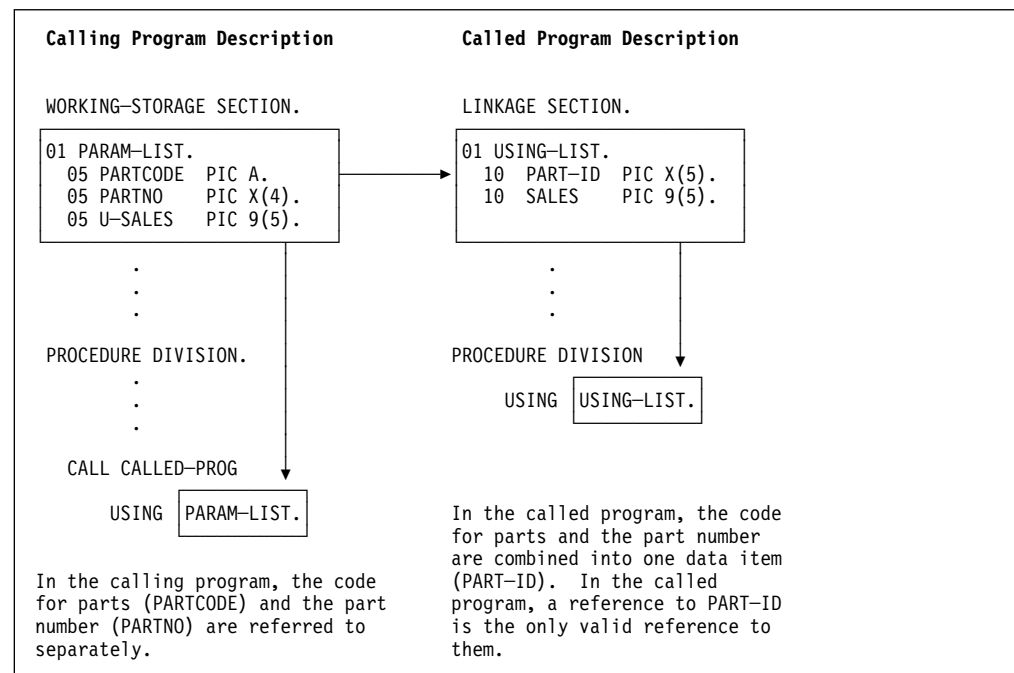 Calling Program Description
WORKING—STORAGE SECTION.
01 PARAM—LIST.
05 PARTCODE PIC A.
05 PARTNO PIC X(4).
05 U—SALES PIC 9(5).
.
.
.
PROCEDURE DIVISION.
.
.
.
CALL CALLED—PROG
USING PARAM—LIST.
In the calling program, the code
for parts (PARTCODE) and the part
number (PARTNO) are referred to
separately.
Called Program Description
LINKAGE SECTION.
01 USING—LIST.
10 PART—ID PIC X(5).
10 SALES PIC 9(5).
.
.
.
PROCEDURE DIVISION
USING USING—LIST.
In the called program, the code
for parts and the part number
are combined into one data item
(PART—ID). In the called
program, a reference to PART—ID
is the only valid reference to
them.